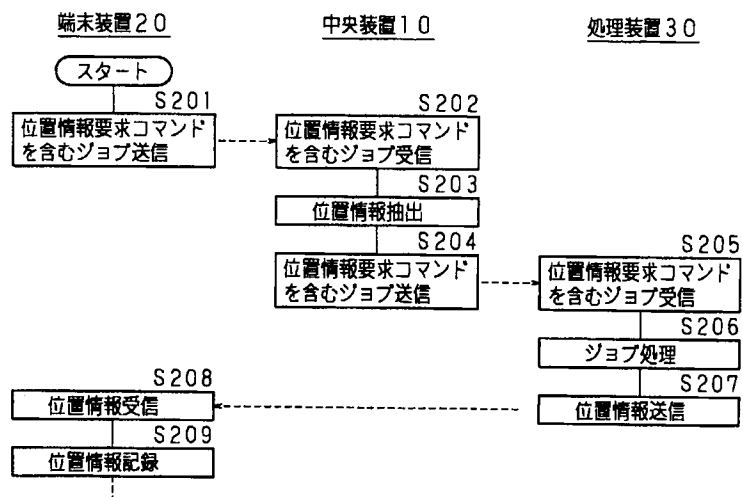 端末装置20
中央装置10
処理装置30
スタート
S201
位置情報要求コマンド
を含むジョブ送信
S202
位置情報要求コマンド
を含むジョブ受信
S203
位置情報抽出
S204
位置情報要求コマンド
を含むジョブ送信
S205
位置情報要求コマンド
を含むジョブ受信
S206
ジョブ処理
S207
位置情報送信
S208
位置情報受信
S209
位置情報記録